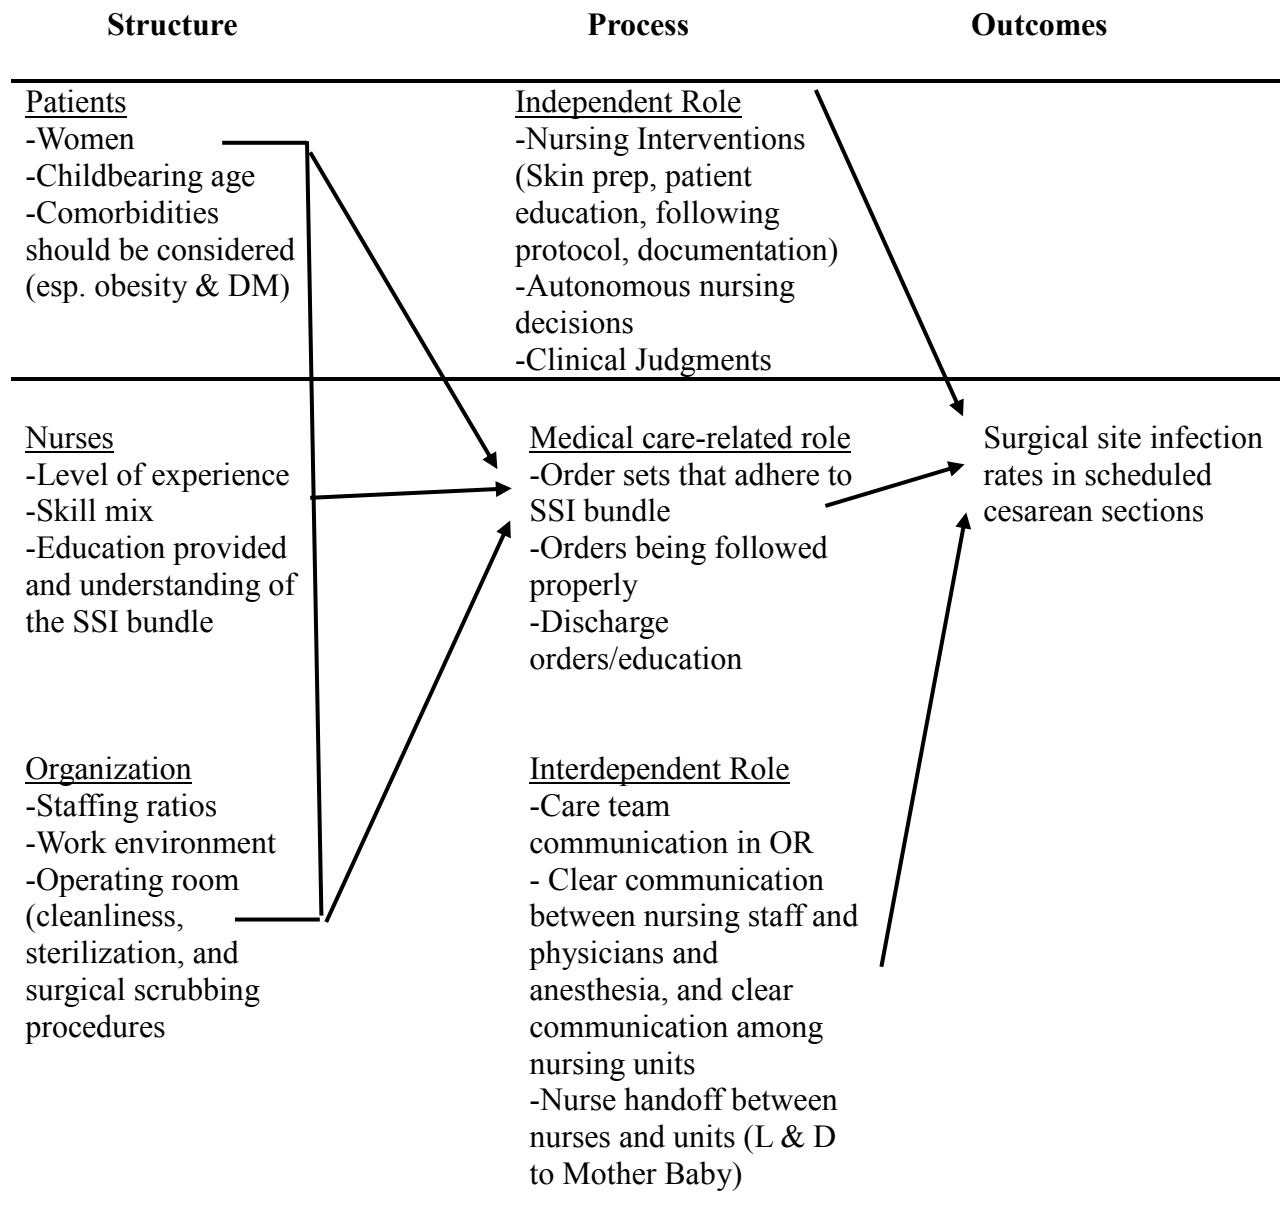 Structure Process Outcomes
Patients
-Women
-Childbearing age
-Comorbidities
should be considered
(esp. obesity & DM)
Independent Role
-Nursing Interventions
(Skin prep, patient
education, following
protocol, documentation)
-Autonomous nursing
decisions
-Clinical Judgments
Nurses
-Level of experience
-Skill mix
-Education provided
and understanding of
the SSI bundle
Medical care-related role
-Order sets that adhere to
SSI bundle
-Orders being followed
properly
-Discharge
orders/education
Surgical site infection
rates in scheduled
cesarean sections
Organization
-Staffing ratios
-Work environment
-Operating room
(cleanliness,
sterilization, and
surgical scrubbing
procedures
Interdependent Role
-Care team
communication in OR
- Clear communication
between nursing staff and
physicians and
anesthesia, and clear
communication among
nursing units
-Nurse handoff between
nurses and units (L & D
to Mother Baby)